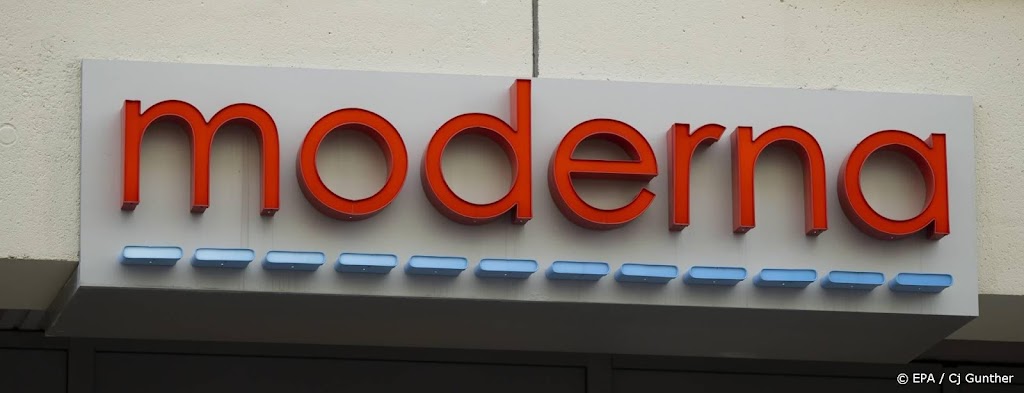 moderna
© EPA / Cj Gunther